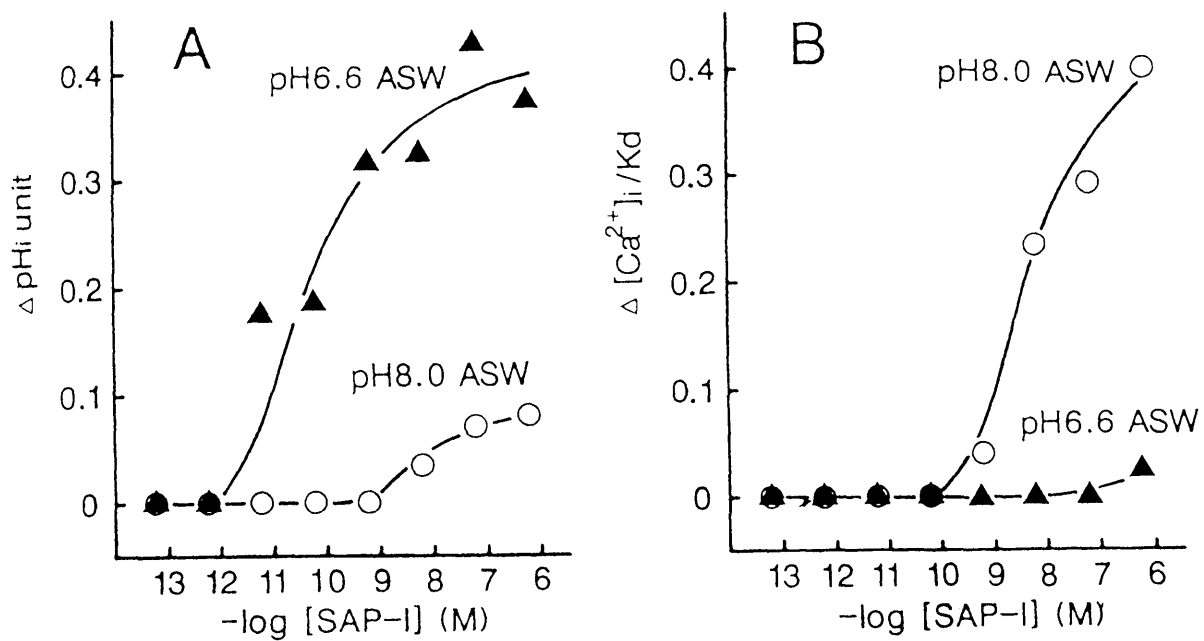 A
pH6.6 ASW
pH8.0 ASW
△pHi unit
0.4
0.3
0.2
0.1
0
13 12 11 10 9 8 7 6
-log [SAP-I] (M)
B
pH8.0 ASW
pH6.6 ASW
△ [Ca²⁺]i /Kd
0.4
0.3
0.2
0.1
0
13 12 11 10 9 8 7 6
-log [SAP-I] (M)